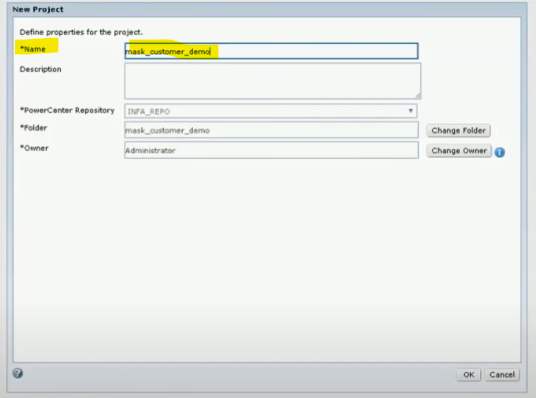 New Project
Define properties for the project.
*Name mask_customer_demo
Description
*PowerCenter Repository INFA_REPO
*Folder mask_customer_demo Change Folder
*Owner Administrator Change Owner
OK Cancel